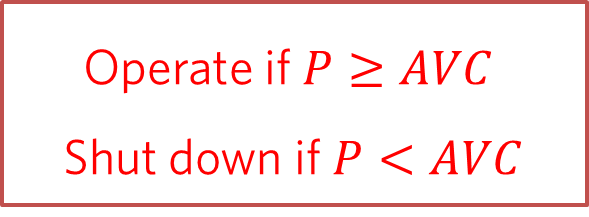 Operate if P ≥ AVC
Shut down if P < AVC